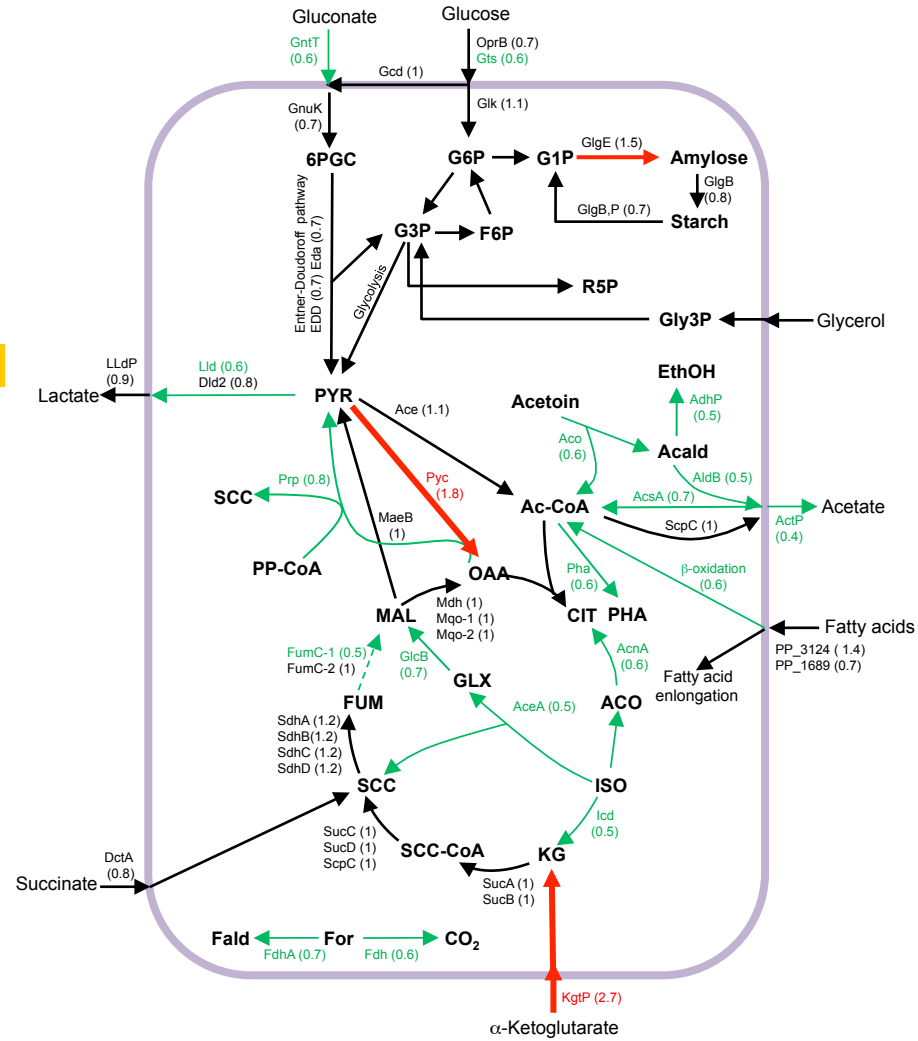 Gluconate
Glucose
GntT
(0.6)
OprB (0.7)
Gts (0.6)
Gcd (1)
GnuK
(0.7)
Glk (1.1)
6PGC
G6P
G1P
GlgE (1.5)
Amylose
GlgB
(0.8)
GlgB,P (0.7)
Starch
G3P
F6P
Entner-Doudoroff pathway
EDD (0.7) Eda (0.7)
Glycolysis
R5P
Gly3P
Glycerol
LLdP
(0.9)
Lld (0.6)
Dld2 (0.8)
Lactate
PYR
Ace (1.1)
Acetoin
EthOH
AdhP
(0.5)
Aco
(0.6)
Acald
AldB (0.5)
Prp (0.8)
SCC
Pyc
(1.8)
AcsA (0.7)
Ac-CoA
ScpC (1)
Acetate
ActP
(0.4)
MaeB
(1)
PP-CoA
OAA
Pha
(0.6)
β-oxidation
(0.6)
MAL
Mdh (1)
Mqo-1 (1)
Mqo-2 (1)
CIT
PHA
Fatty acids
PP_3124 ( 1.4)
PP_1689 (0.7)
FumC-1 (0.5)
FumC-2 (1)
GlcB
(0.7)
AcnA
(0.6)
Fatty acid
enlongation
GLX
FUM
AceA (0.5)
ACO
SdhA (1.2)
SdhB(1.2)
SdhC (1.2)
SdhD (1.2)
SCC
ISO
Icd
(0.5)
SucC (1)
SucD (1)
ScpC (1)
SCC-CoA
KG
DctA
(0.8)
Succinate
SucA (1)
SucB (1)
Fald
For
CO2
FdhA (0.7)
Fdh (0.6)
KgtP (2.7)
α-Ketoglutarate